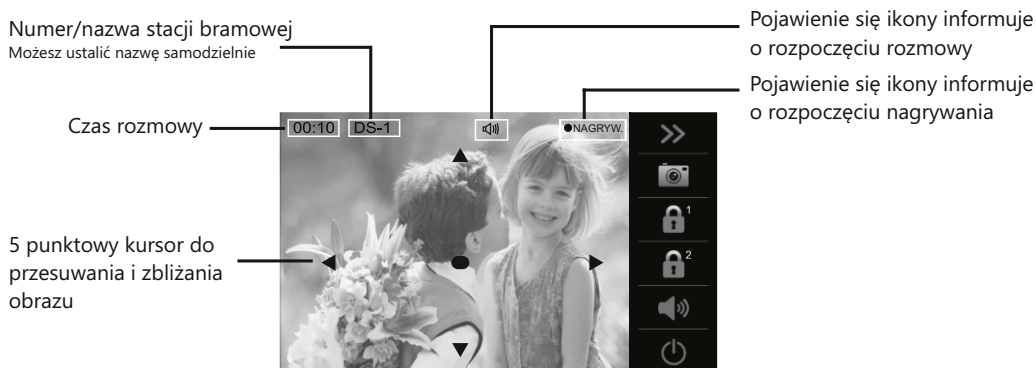 Numer/nazwa stacji bramowej
Możesz ustalić nazwę samodzielnie
Pojawienie się ikony informuje
o rozpoczęciu rozmowy
Pojawienie się ikony informuje
o rozpoczęciu nagrywania
Czas rozmowy
00:10 DS-1 ●NAGRYW.
1
2
5 punktowy kursor do
przesuwania i zbliżania
obrazu